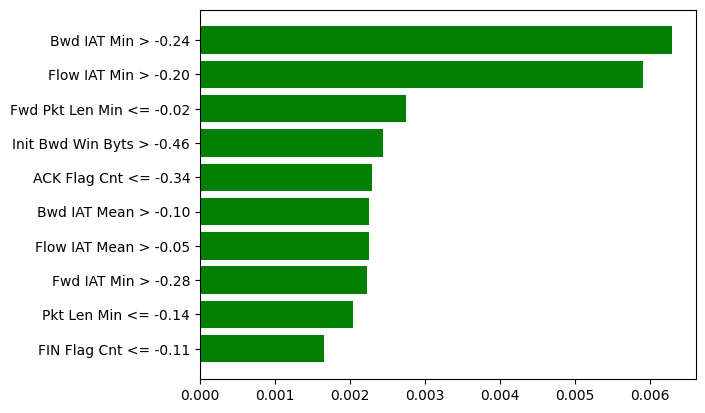 Bwd IAT Min > -0.24
Flow IAT Min > -0.20
Fwd Pkt Len Min <= -0.02
Init Bwd Win Byts > -0.46
ACK Flag Cnt <= -0.34
Bwd IAT Mean > -0.10
Flow IAT Mean > -0.05
Fwd IAT Min > -0.28
Pkt Len Min <= -0.14
FIN Flag Cnt <= -0.11
0.000 0.001 0.002 0.003 0.004 0.005 0.006